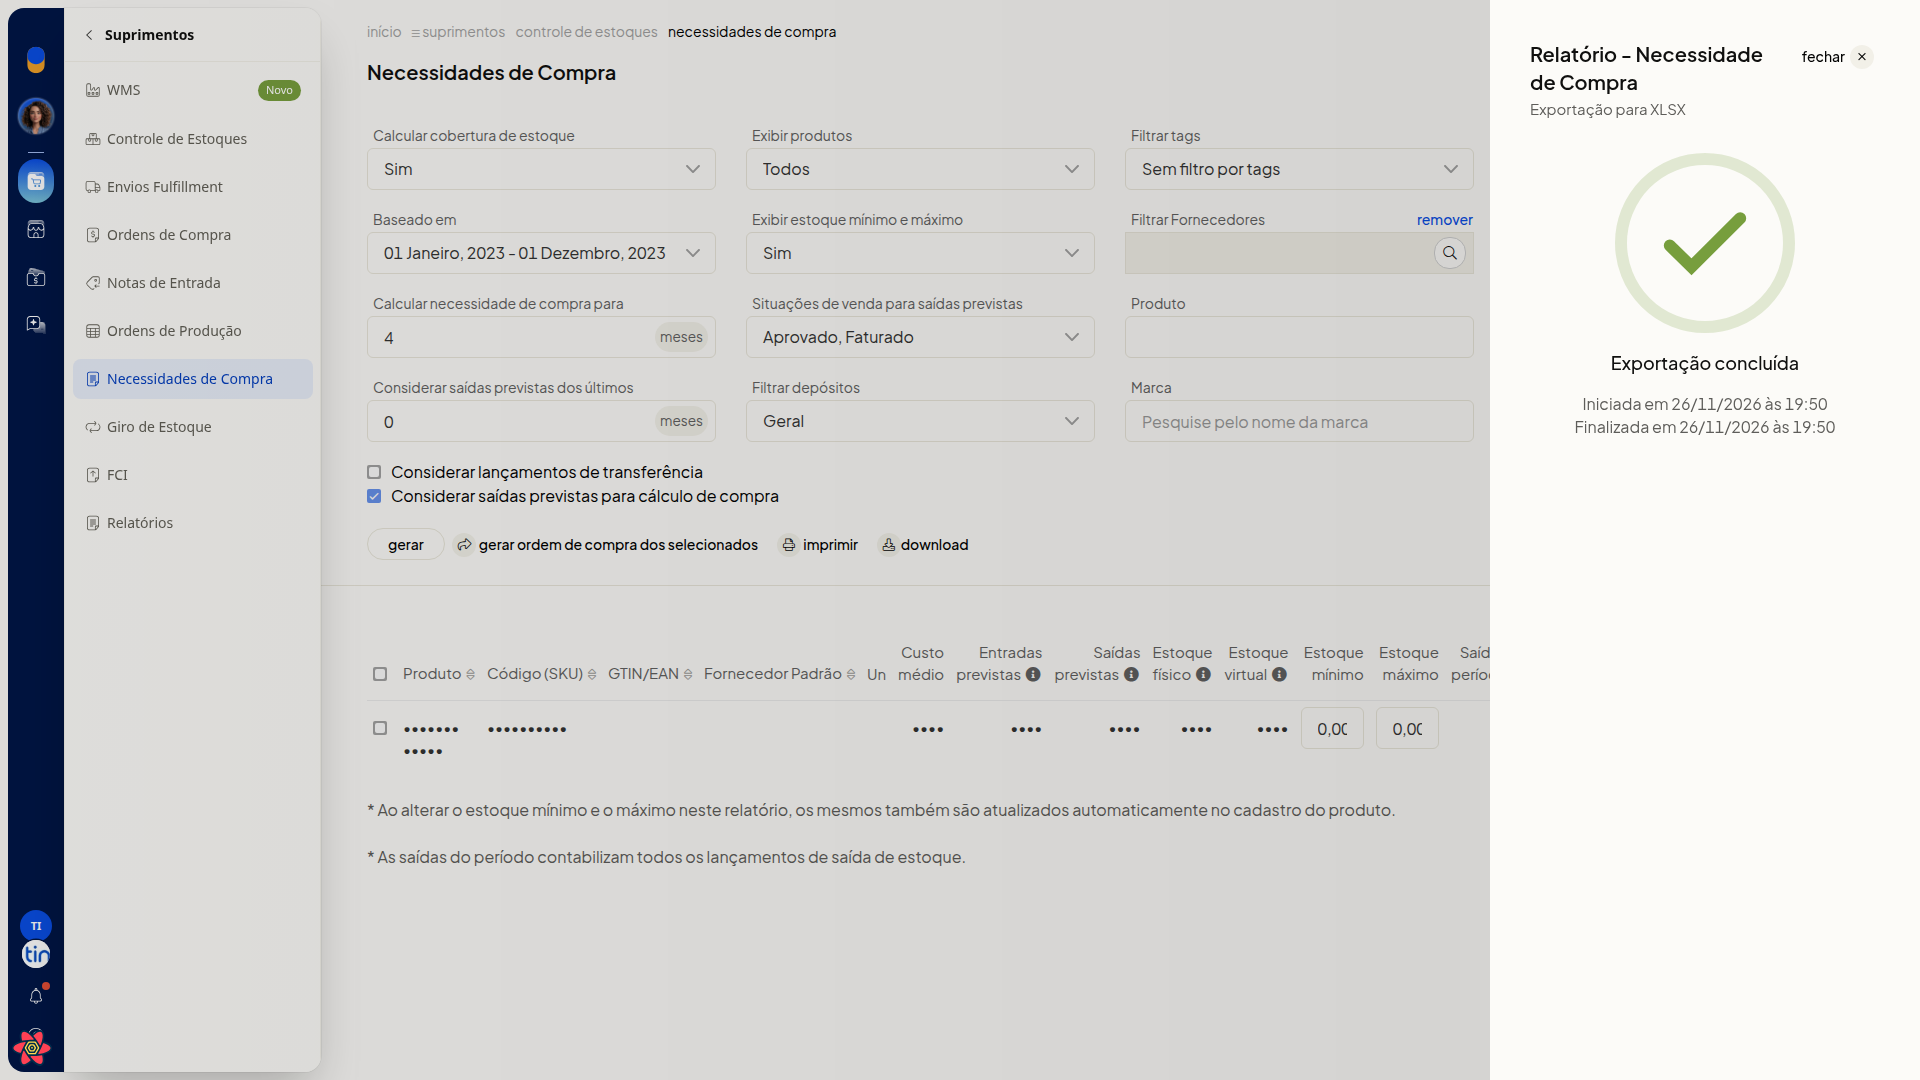 Suprimentos
WMS
Novo
Controle de Estoques
Envios Fulfillment
Ordens de Compra
Notas de Entrada
Ordens de Produção
Necessidades de Compra
Giro de Estoque
FCI
Relatórios
TI
tin
início suprimentos controle de estoques necessidades de compra
Necessidades de Compra
Calcular cobertura de estoque
Sim
Exibir produtos
Todos
Filtrar tags
Sem filtro por tags
Baseado em
01 Janeiro, 2023 - 01 Dezembro, 2023
Exibir estoque mínimo e máximo
Sim
Filtrar Fornecedores
remover
Calcular necessidade de compra para
4
meses
Situações de venda para saídas previstas
Aprovado, Faturado
Produto
Considerar saídas previstas dos últimos
0
meses
Filtrar depósitos
Geral
Marca
Pesquise pelo nome da marca
Considerar lançamentos de transferência
Considerar saídas previstas para cálculo de compra
gerar
gerar ordem de compra dos selecionados
imprimir
download
Produto
Código (SKU)
GTIN/EAN
Fornecedor Padrão
Un
Custo médio
Entradas previstas
Saídas previstas
Estoque físico
Estoque virtual
Estoque mínimo
Estoque máximo
••••••• •••••
••••••••••
••••
••••
••••
••••
••••
0,00
0,00
* Ao alterar o estoque mínimo e o máximo neste relatório, os mesmos também são atualizados automaticamente no cadastro do produto.
* As saídas do período contabilizam todos os lançamentos de saída de estoque.
Relatório - Necessidade
de Compra
fechar
Exportação para XLSX
Exportação concluída
Iniciada em 26/11/2026 às 19:50
Finalizada em 26/11/2026 às 19:50